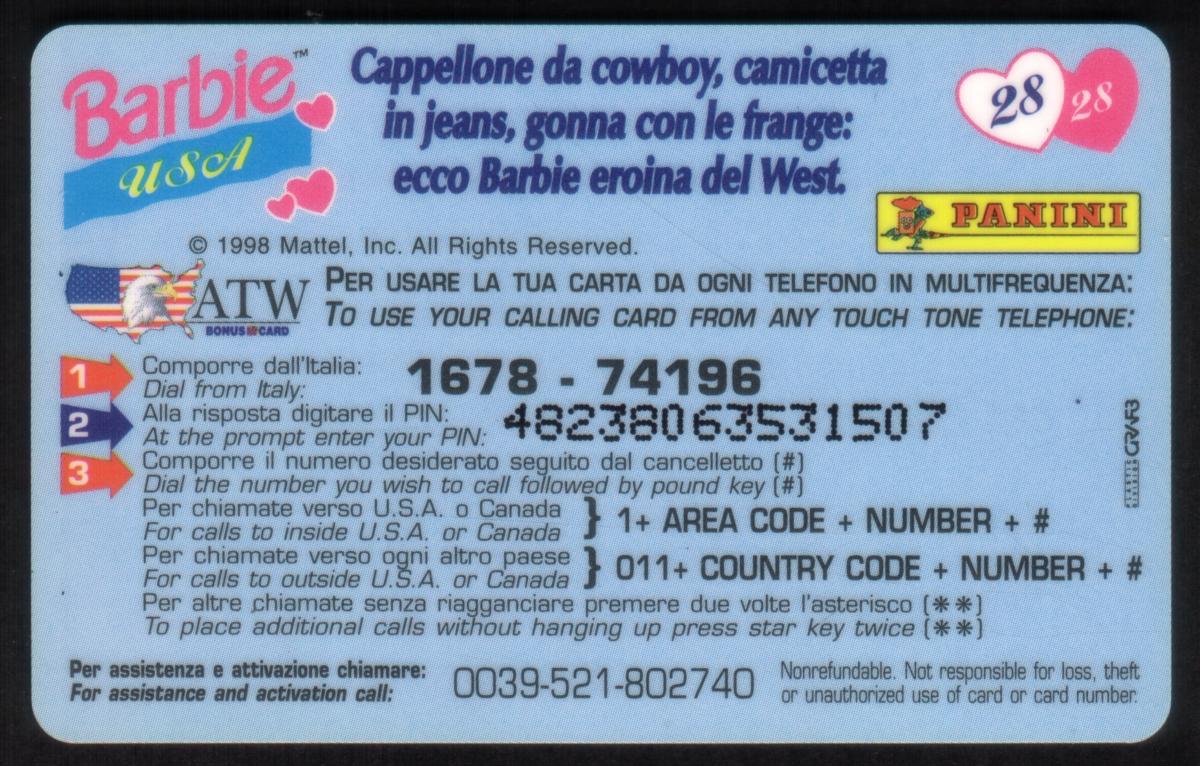 Barbie™
USA
Cappellone da cowboy, camicetta
in jeans, gonna con le frange:
ecco Barbie eroina del West.
28 28
PANINI
© 1998 Mattel, Inc. All Rights Reserved.
ATW
BONUS CARD
PER USARE LA TUA CARTA DA OGNI TELEFONO IN MULTIFREQUENZA:
TO USE YOUR CALLING CARD FROM ANY TOUCH TONE TELEPHONE:
1 Comporre dall'Italia: 1678 - 74196
Dial from Italy:
2 Alla risposta digitare il PIN: 48238063531507
At the prompt enter your PIN:
3 Comporre il numero desiderato seguito dal cancelletto (#)
Dial the number you wish to call followed by pound key (#)
Per chiamate verso U.S.A. o Canada } 1+ AREA CODE + NUMBER + #
For calls to inside U.S.A. or Canada
Per chiamate verso ogni altro paese } 011+ COUNTRY CODE + NUMBER + #
For calls to outside U.S.A. or Canada
Per altre chiamate senza riagganciare premere due volte l'asterisco (**)
To place additional calls without hanging up press star key twice (**)
Per assistenza e attivazione chiamare: 0039-521-802740
For assistance and activation call:
Nonrefundable. Not responsible for loss, theft
or unauthorized use of card or card number.
GRAF3